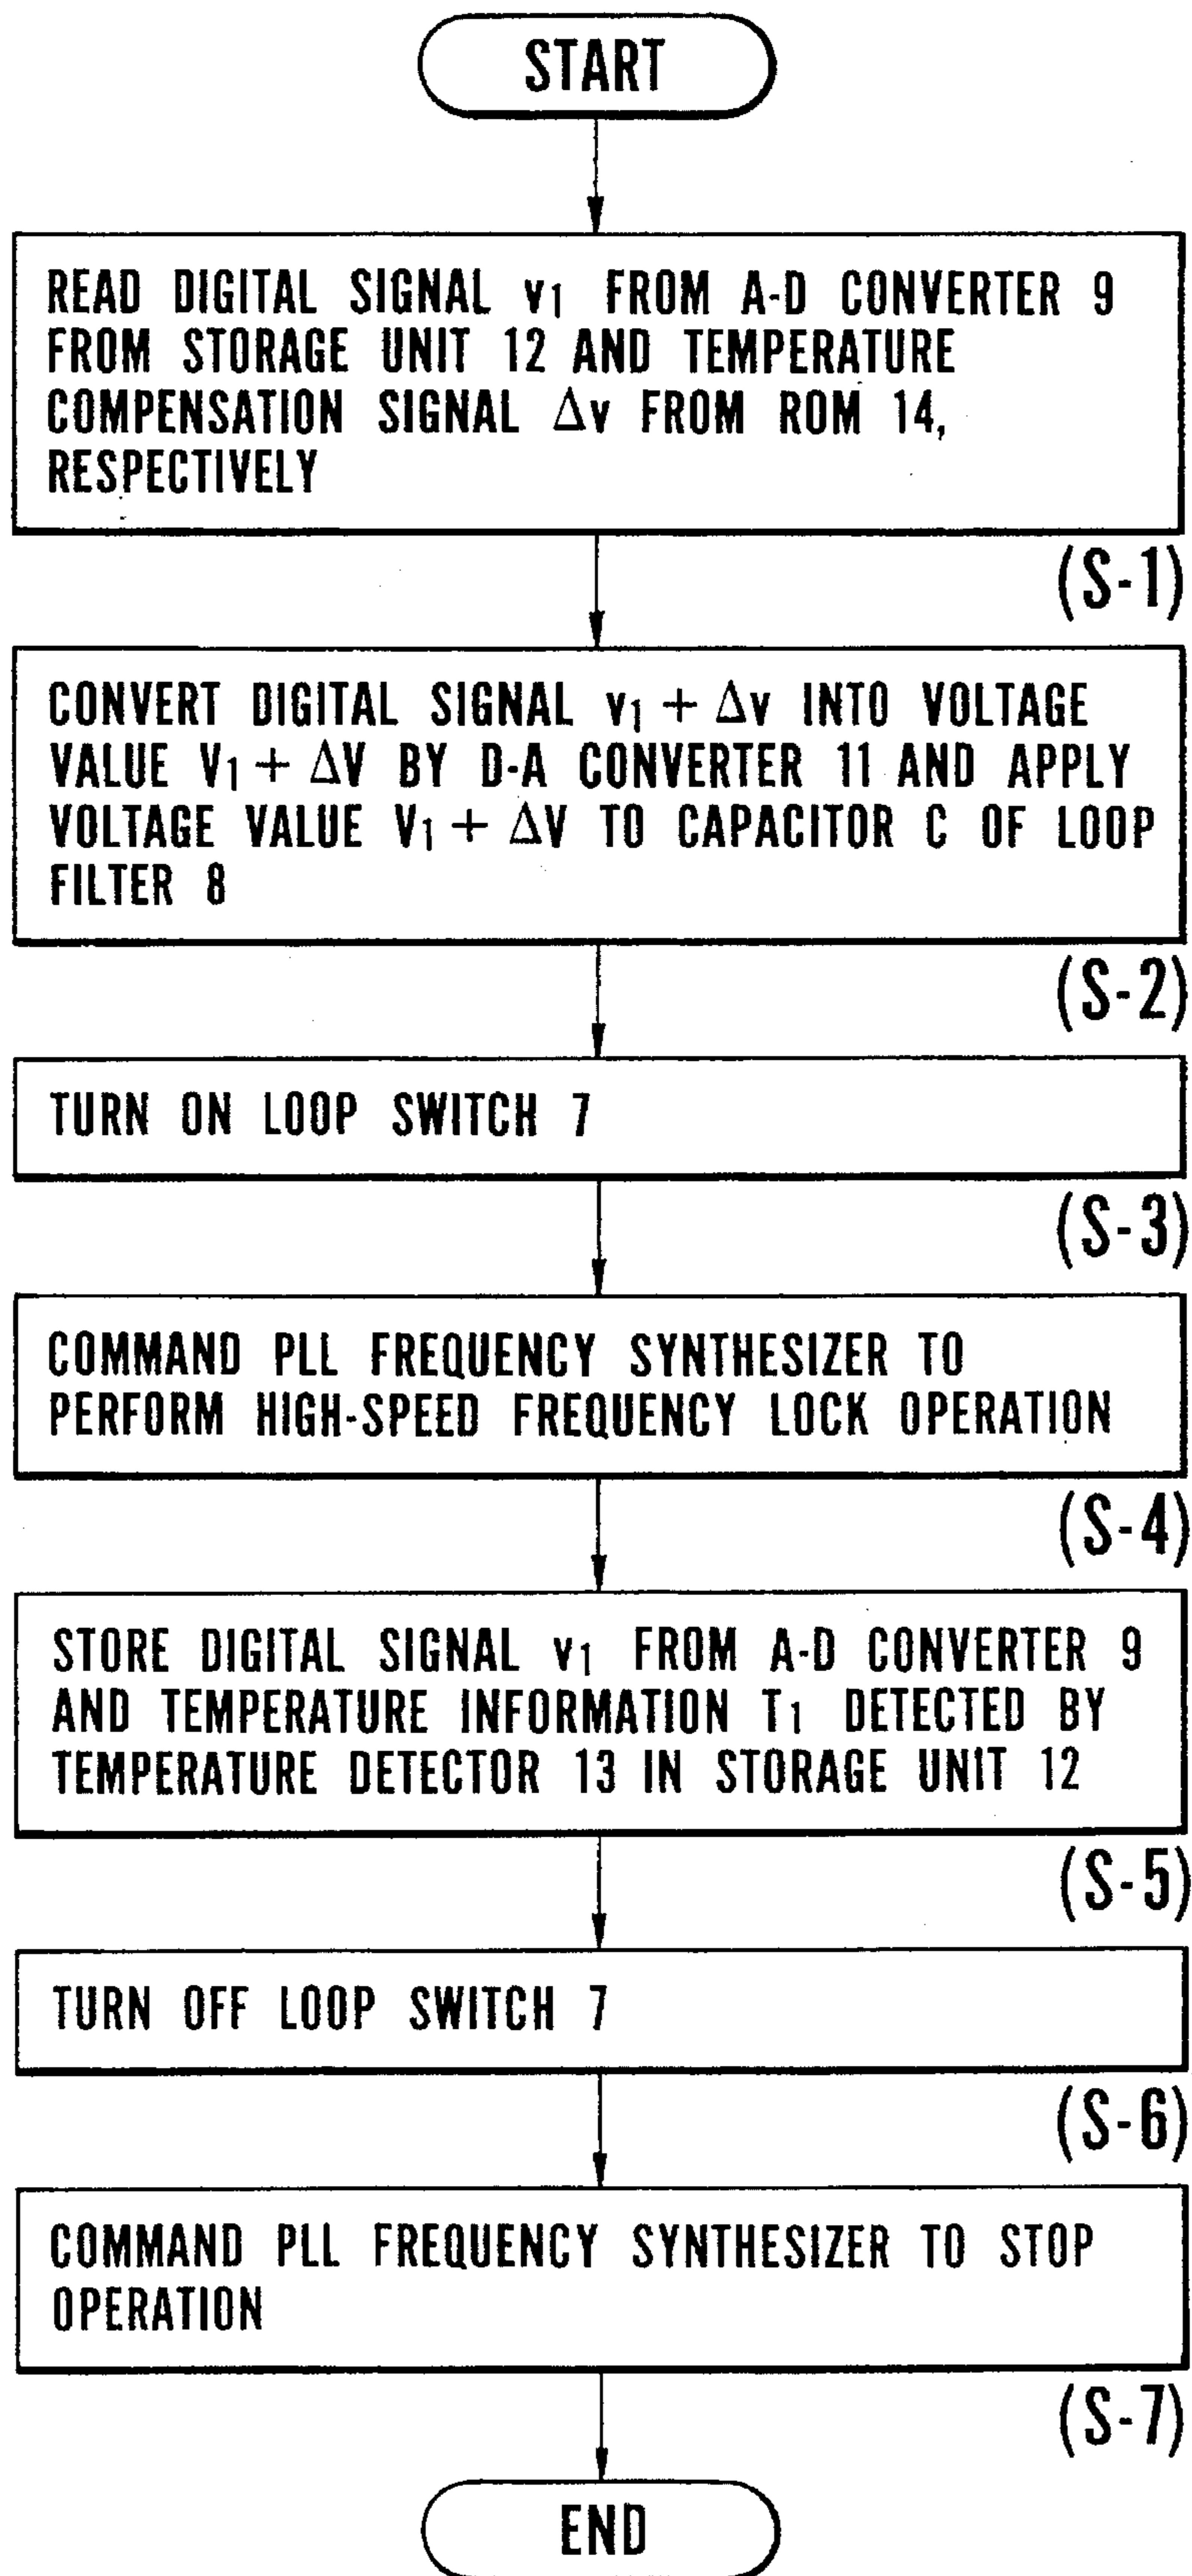 START
READ DIGITAL SIGNAL v1 FROM A-D CONVERTER 9
FROM STORAGE UNIT 12 AND TEMPERATURE
COMPENSATION SIGNAL Δv FROM ROM 14,
RESPECTIVELY
(S-1)
CONVERT DIGITAL SIGNAL v1 + Δv INTO VOLTAGE
VALUE V1 + ΔV BY D-A CONVERTER 11 AND APPLY
VOLTAGE VALUE V1 + ΔV TO CAPACITOR C OF LOOP
FILTER 8
(S-2)
TURN ON LOOP SWITCH 7
(S-3)
COMMAND PLL FREQUENCY SYNTHESIZER TO
PERFORM HIGH-SPEED FREQUENCY LOCK OPERATION
(S-4)
STORE DIGITAL SIGNAL v1 FROM A-D CONVERTER 9
AND TEMPERATURE INFORMATION T1 DETECTED BY
TEMPERATURE DETECTOR 13 IN STORAGE UNIT 12
(S-5)
TURN OFF LOOP SWITCH 7
(S-6)
COMMAND PLL FREQUENCY SYNTHESIZER TO STOP
OPERATION
(S-7)
END